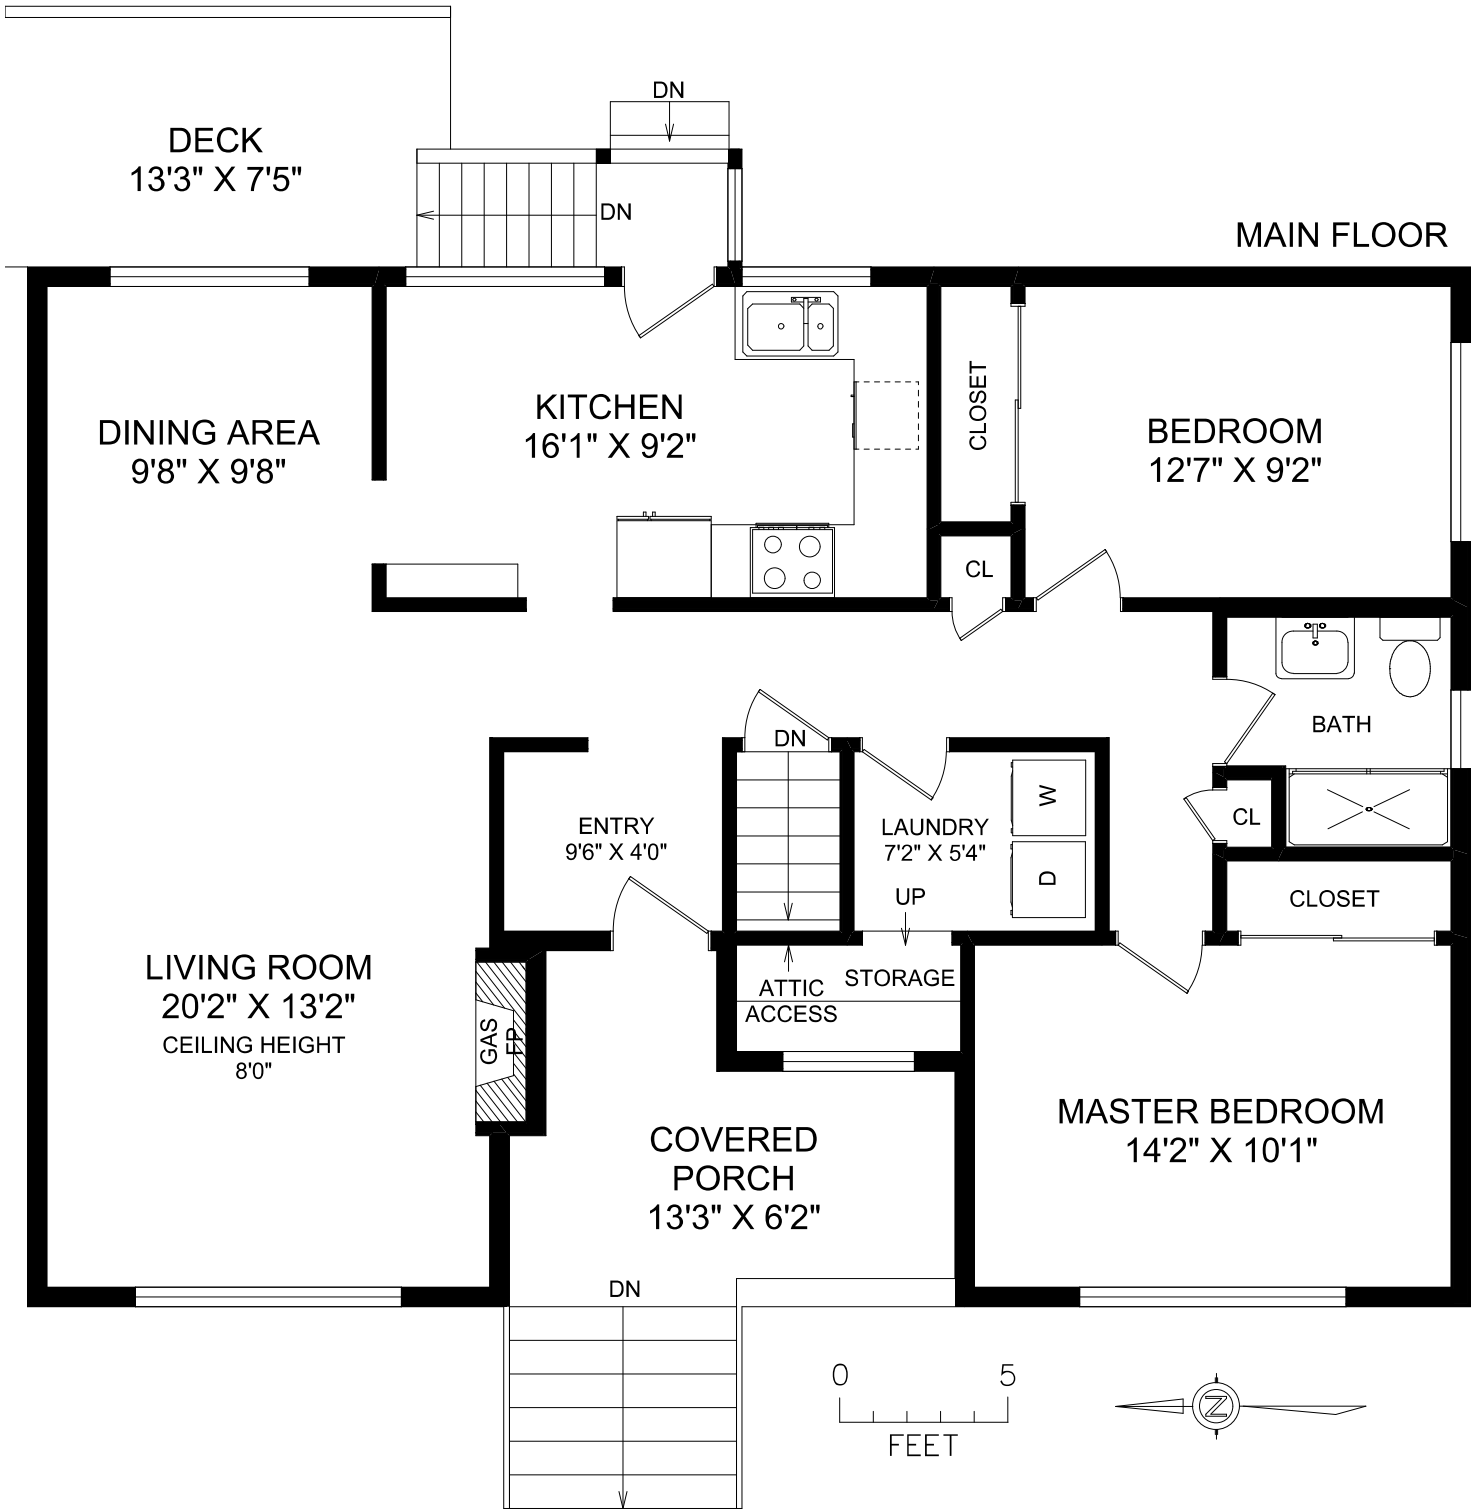 DN
DECK
13'3" X 7'5"
DN
MAIN FLOOR
DINING AREA
9'8" X 9'8"
KITCHEN
16'1" X 9'2"
CLOSET
BEDROOM
12'7" X 9'2"
CL
BATH
DN
ENTRY
9'6" X 4'0"
LAUNDRY
7'2" X 5'4"
W
D
CL
UP
CLOSET
LIVING ROOM
20'2" X 13'2"
CEILING HEIGHT
8'0"
GAS
FP
ATTIC
ACCESS
STORAGE
COVERED
PORCH
13'3" X 6'2"
MASTER BEDROOM
14'2" X 10'1"
DN
0 5
FEET
N